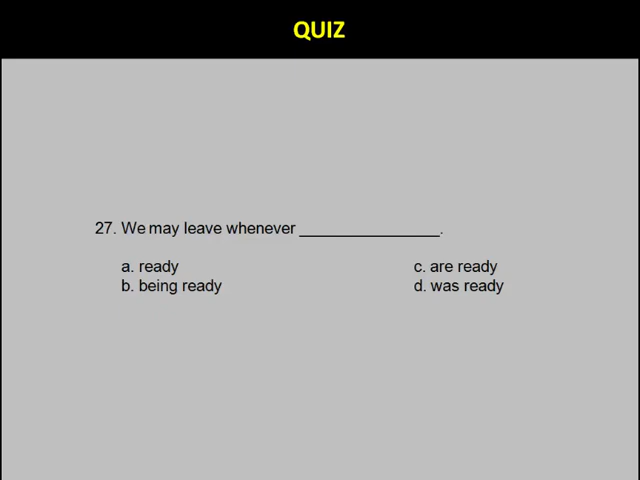 QUIZ
27. We may leave whenever ________________.
a. ready c. are ready
b. being ready d. was ready